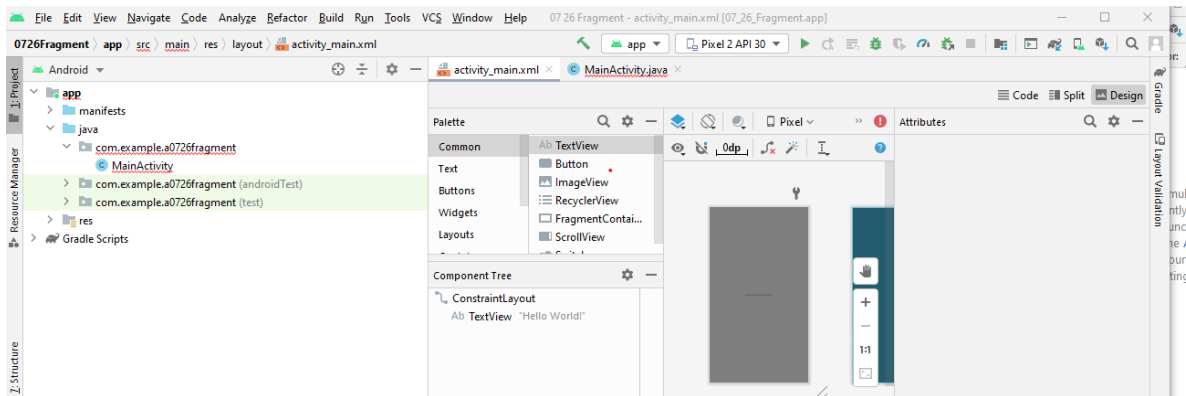 File Edit View Navigate Code Analyze Refactor Build Run Tools VCS Window Help 07 26 Fragment - activity_main.xml [07_26_Fragment.app]
0726Fragment app src main res layout activity_main.xml app Pixel 2 API 30
1: Project
Resource Manager
7: Structure
Android
app
manifests
java
com.example.a0726fragment
MainActivity
com.example.a0726fragment (androidTest)
com.example.a0726fragment (test)
res
Gradle Scripts
activity_main.xml MainActivity.java
Code Split Design
Palette
Common
Text
Buttons
Widgets
Layouts
Ab TextView
Button
ImageView
RecyclerView
FragmentContai...
ScrollView
Component Tree
ConstraintLayout
Ab TextView "Hello World!"
Pixel
0dp
1:1
Attributes
Gradle
Layout Validation